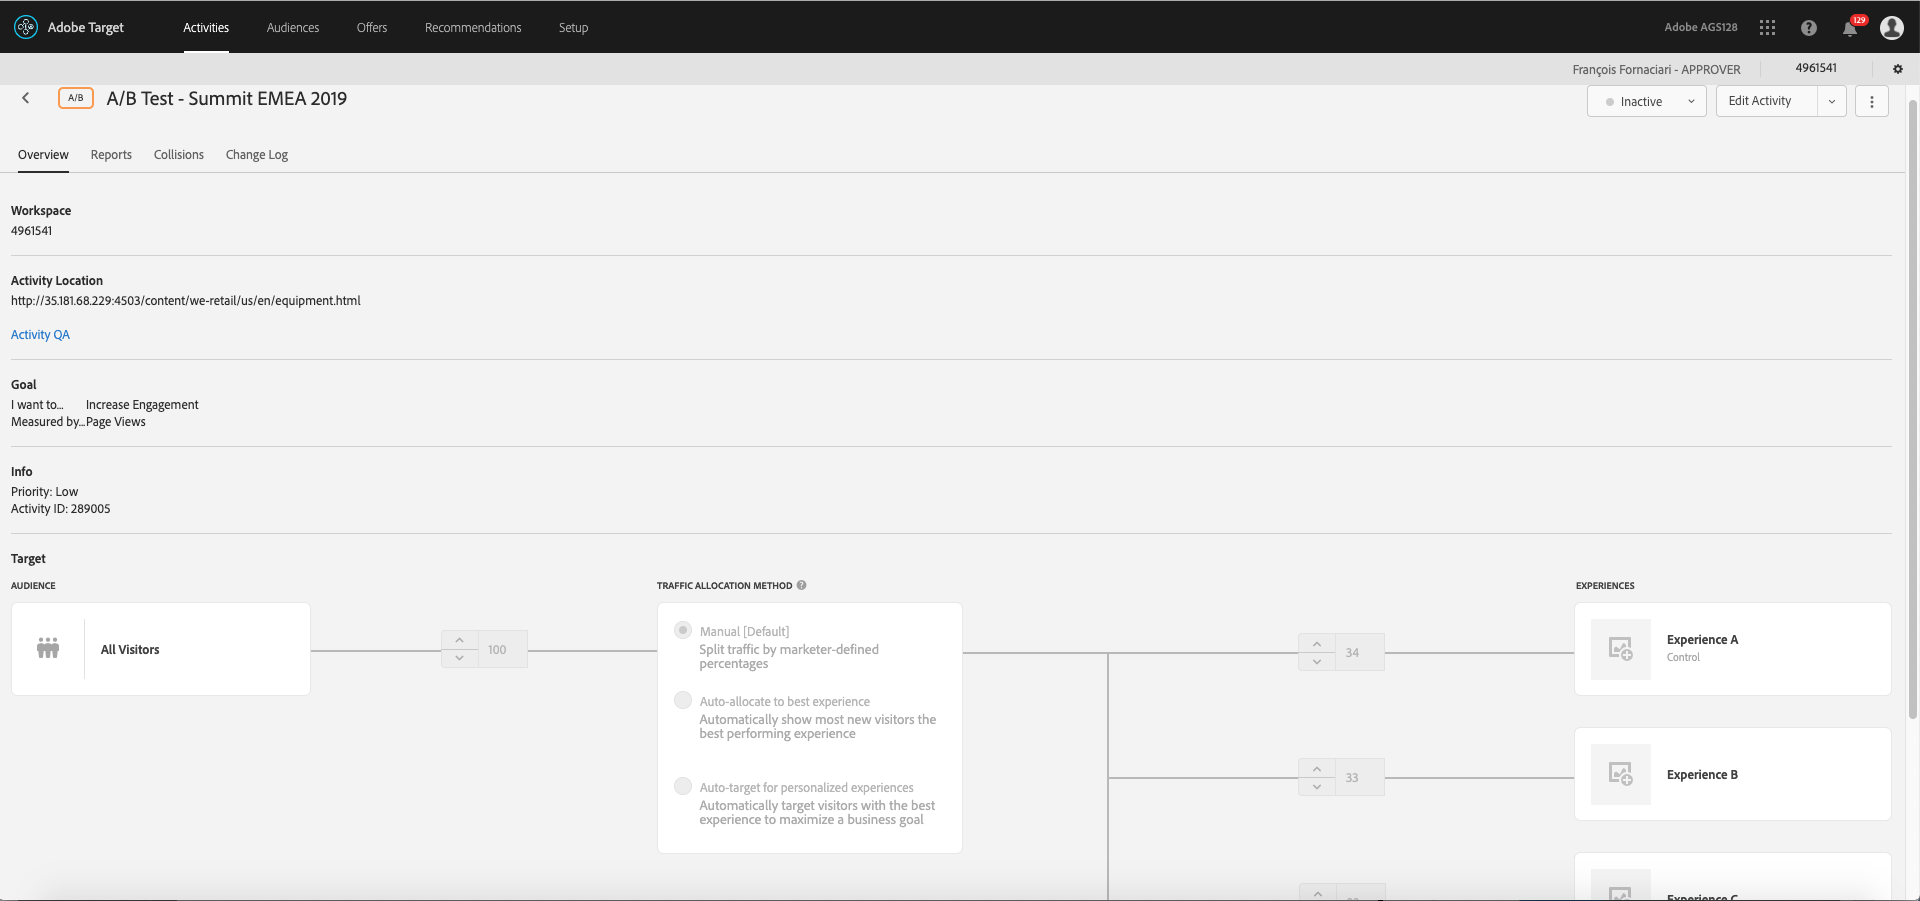 Adobe Target
Activities
Audiences
Offers
Recommendations
Setup
Adobe AGS128
129
François Fornaciari - APPROVER
4961541
A/B
A/B Test - Summit EMEA 2019
Inactive
Edit Activity
Overview
Reports
Collisions
Change Log
Workspace
4961541
Activity Location
http://35.181.68.229:4503/content/we-retail/us/en/equipment.html
Activity QA
Goal
I want to... Increase Engagement
Measured by... Page Views
Info
Priority: Low
Activity ID: 289005
Target
AUDIENCE
TRAFFIC ALLOCATION METHOD ?
EXPERIENCES
All Visitors
100
Manual [Default]
Split traffic by marketer-defined
percentages
Auto-allocate to best experience
Automatically show most new visitors the
best performing experience
Auto-target for personalized experiences
Automatically target visitors with the best
experience to maximize a business goal
34
Experience A
Control
33
Experience B
Experience C